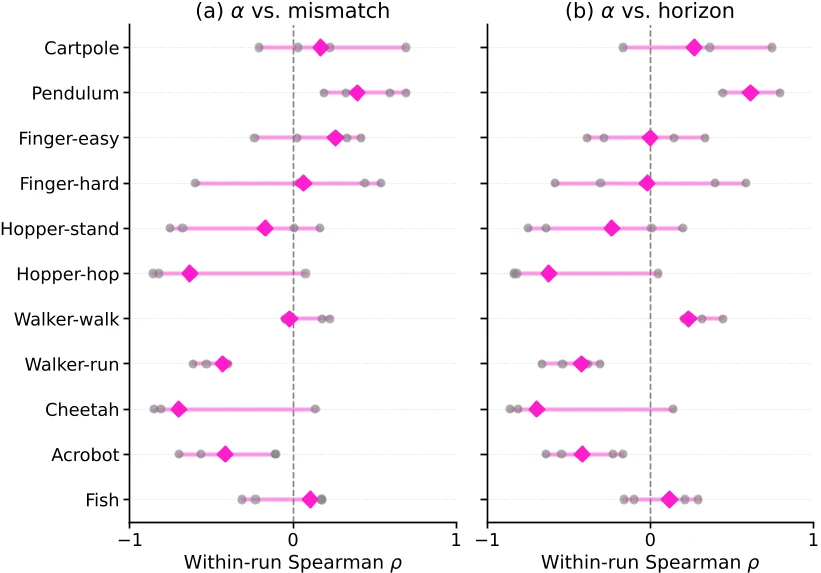 (a) α vs. mismatch
(b) α vs. horizon
Cartpole
Pendulum
Finger-easy
Finger-hard
Hopper-stand
Hopper-hop
Walker-walk
Walker-run
Cheetah
Acrobot
Fish
−1 0 1
−1 0 1
Within-run Spearman ρ
Within-run Spearman ρ